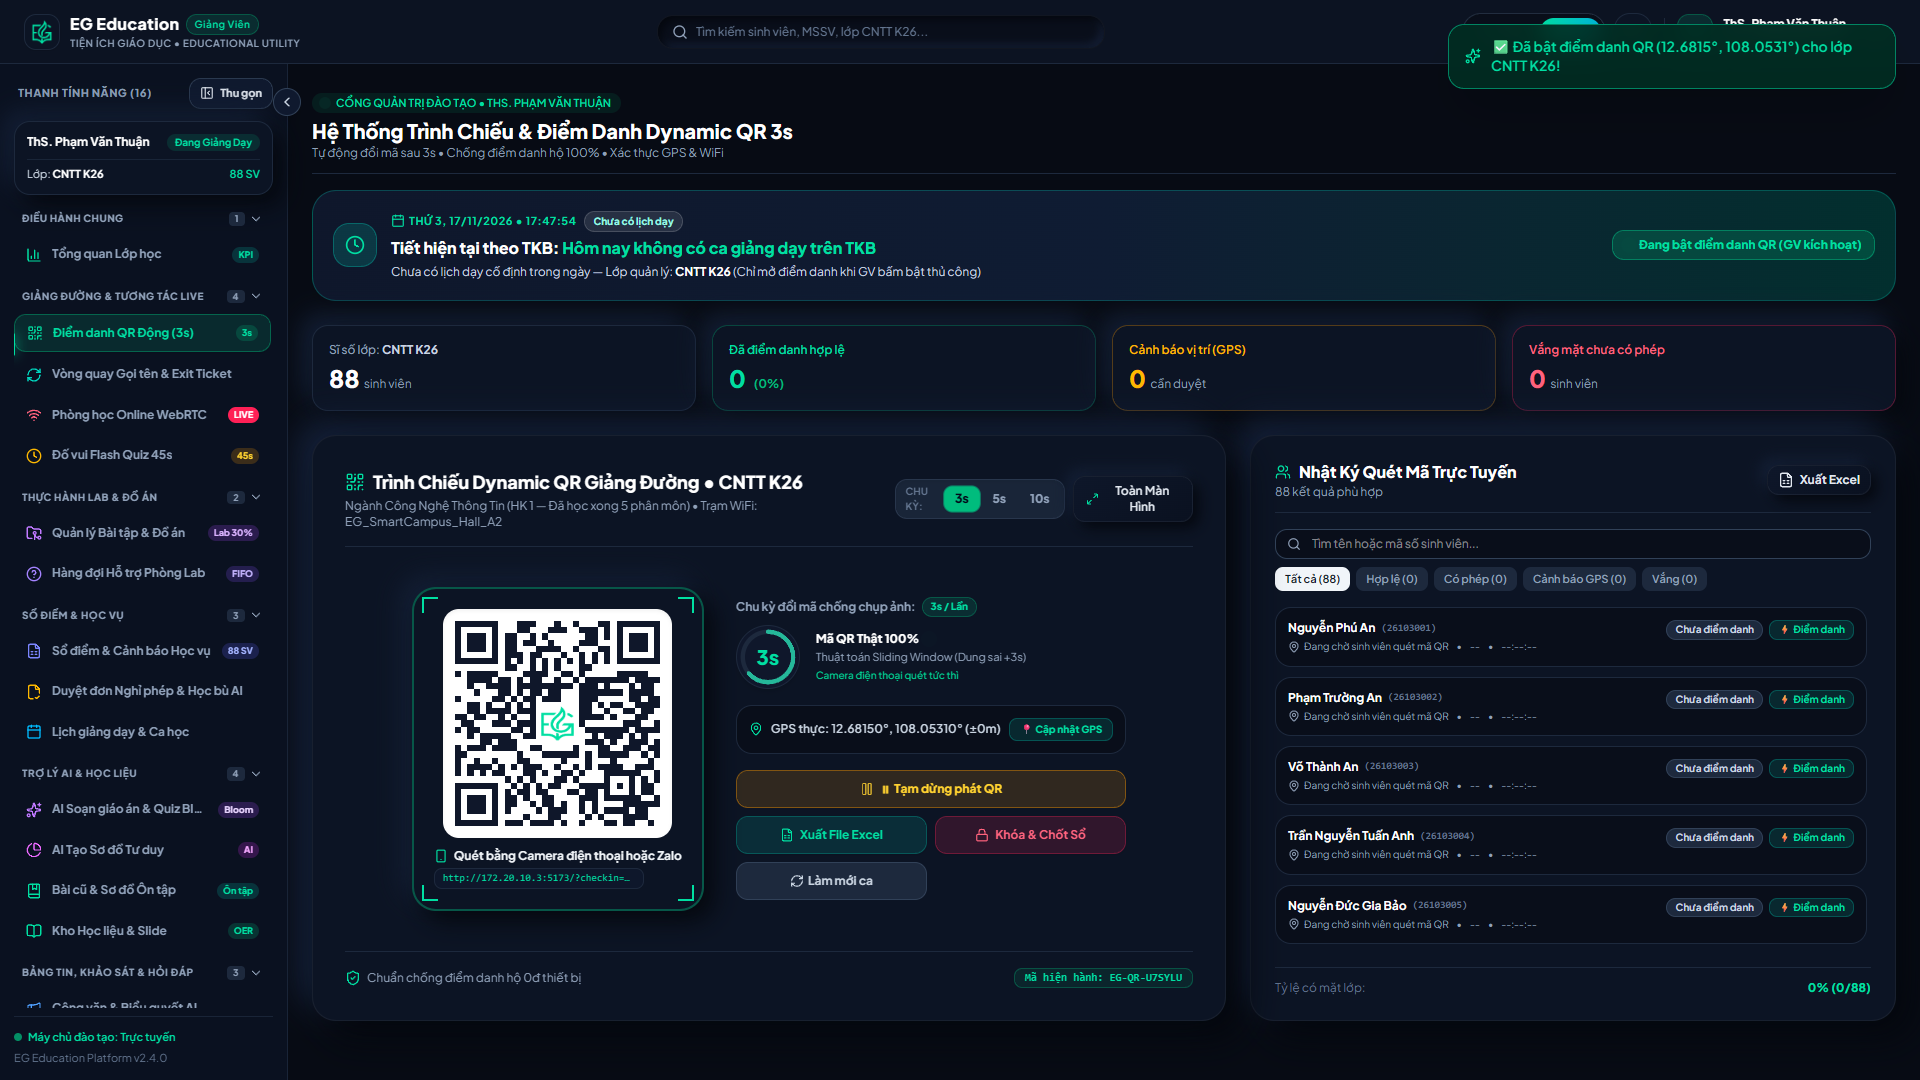 EG Education Giảng Viên
TIỆN ÍCH GIÁO DỤC • EDUCATIONAL UTILITY
Tìm kiếm sinh viên, MSSV, lớp CNTT K26...
ThS. Phạm Văn Thuận
✅ Đã bật điểm danh QR (12.6815°, 108.0531°) cho lớp
CNTT K26!
THANH TÍNH NĂNG (16)
Thu gọn
ThS. Phạm Văn Thuận
Đang Giảng Dạy
Lớp: CNTT K26
88 SV
ĐIỀU HÀNH CHUNG
1
Tổng quan Lớp học
KPI
GIẢNG ĐƯỜNG & TƯƠNG TÁC LIVE
4
Điểm danh QR Động (3s)
3s
Vòng quay Gọi tên & Exit Ticket
Phòng học Online WebRTC
LIVE
Đố vui Flash Quiz 45s
45s
THỰC HÀNH LAB & ĐỒ ÁN
2
Quản lý Bài tập & Đồ án
Lab 30%
Hàng đợi Hỗ trợ Phòng Lab
FIFO
SỔ ĐIỂM & HỌC VỤ
3
Sổ điểm & Cảnh báo Học vụ
88 SV
Duyệt đơn Nghỉ phép & Học bù AI
Lịch giảng dạy & Ca học
TRỢ LÝ AI & HỌC LIỆU
4
AI Soạn giáo án & Quiz Bl...
Bloom
AI Tạo Sơ đồ Tư duy
AI
Bài cũ & Sơ đồ Ôn tập
Ôn tập
Kho Học liệu & Slide
OER
BẢNG TIN, KHẢO SÁT & HỎI ĐÁP
3
Công văn & Biểu quyết AI
Máy chủ đào tạo: Trực tuyến
EG Education Platform v2.4.0
CỔNG QUẢN TRỊ ĐÀO TẠO • THS. PHẠM VĂN THUẬN
Hệ Thống Trình Chiếu & Điểm Danh Dynamic QR 3s
Tự động đổi mã sau 3s • Chống điểm danh hộ 100% • Xác thực GPS & WiFi
THỨ 3, 17/11/2026 • 17:47:54
Chưa có lịch dạy
Tiết hiện tại theo TKB: Hôm nay không có ca giảng dạy trên TKB
Chưa có lịch dạy cố định trong ngày — Lớp quản lý: CNTT K26 (Chỉ mở điểm danh khi GV bấm bật thủ công)
Đang bật điểm danh QR (GV kích hoạt)
Sĩ số lớp: CNTT K26
88 sinh viên
Đã điểm danh hợp lệ
0 (0%)
Cảnh báo vị trí (GPS)
0 cần duyệt
Vắng mặt chưa có phép
0 sinh viên
Trình Chiếu Dynamic QR Giảng Đường • CNTT K26
Ngành Công Nghệ Thông Tin (HK 1 — Đã học xong 5 phân môn) • Trạm WiFi:
EG_SmartCampus_Hall_A2
CHU
KỲ:
3s
5s
10s
Toàn Màn
Hình
Quét bằng Camera điện thoại hoặc Zalo
http://172.20.10.3:5173/?checkin=…
Chu kỳ đổi mã chống chụp ảnh:
3s / Lần
3s
Mã QR Thật 100%
Thuật toán Sliding Window (Dung sai +3s)
Camera điện thoại quét tức thì
GPS thực: 12.68150°, 108.05310° (±0m)
📍 Cập nhật GPS
⏸ Tạm dừng phát QR
Xuất File Excel
Khóa & Chốt Sổ
Làm mới ca
Chuẩn chống điểm danh hộ 0đ thiết bị
Mã hiện hành: EG-QR-U7SYLU
Nhật Ký Quét Mã Trực Tuyến
88 kết quả phù hợp
Xuất Excel
Tìm tên hoặc mã số sinh viên...
Tất cả (88)
Hợp lệ (0)
Có phép (0)
Cảnh báo GPS (0)
Vắng (0)
Nguyễn Phú An (26103001)
Đang chờ sinh viên quét mã QR • -- • --:--:--
Chưa điểm danh
⚡ Điểm danh
Phạm Trường An (26103002)
Đang chờ sinh viên quét mã QR • -- • --:--:--
Chưa điểm danh
⚡ Điểm danh
Võ Thành An (26103003)
Đang chờ sinh viên quét mã QR • -- • --:--:--
Chưa điểm danh
⚡ Điểm danh
Trần Nguyễn Tuấn Anh (26103004)
Đang chờ sinh viên quét mã QR • -- • --:--:--
Chưa điểm danh
⚡ Điểm danh
Nguyễn Đức Gia Bảo (26103005)
Đang chờ sinh viên quét mã QR • -- • --:--:--
Chưa điểm danh
⚡ Điểm danh
Tỷ lệ có mặt lớp:
0% (0/88)